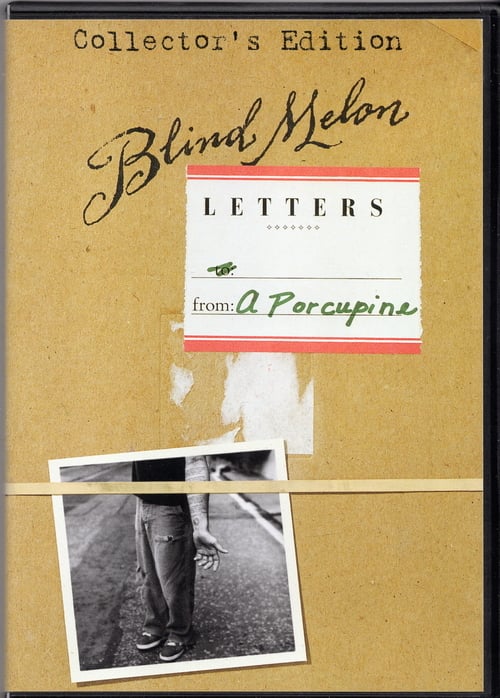 Collector's Edition
Blind Melon
LETTERS
to:
from: A Porcupine